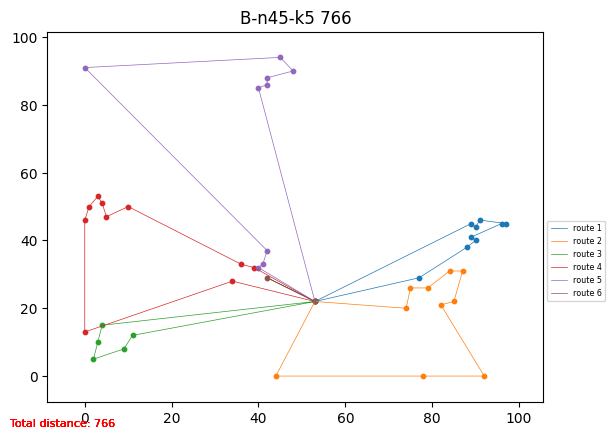 B-n45-k5 766
100
80
60
40
20
0
0 20 40 60 80 100
route 1
route 2
route 3
route 4
route 5
route 6
Total distance: 766